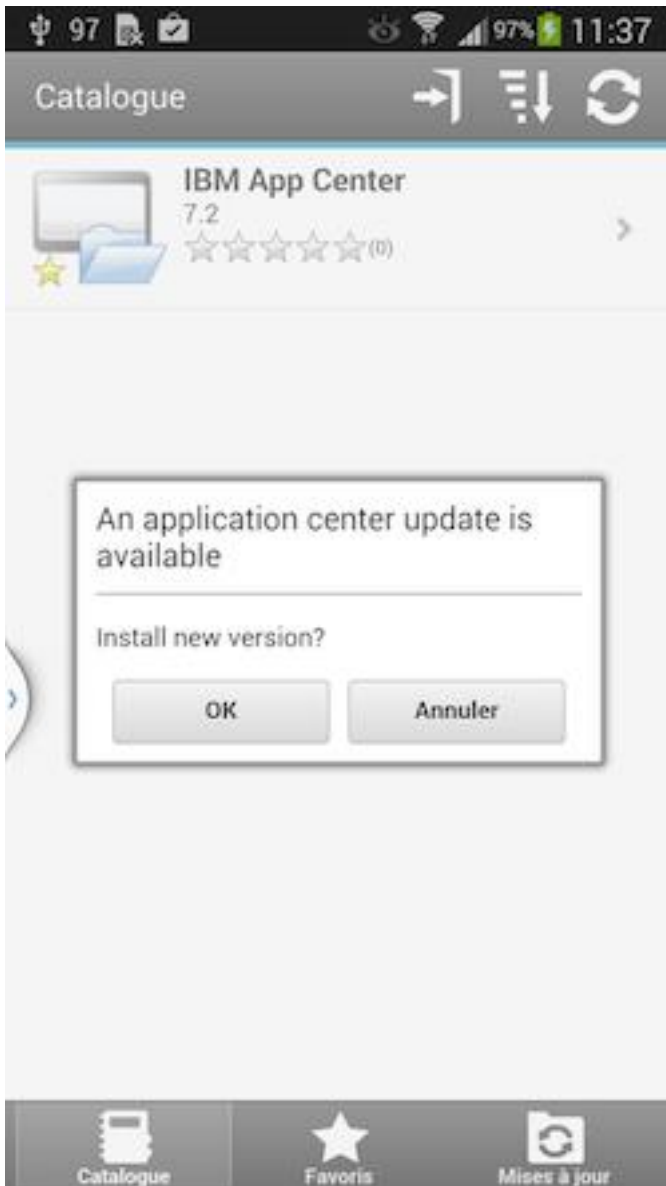 97 97% 11:37
Catalogue
IBM App Center
7.2
(0)
An application center update is
available
Install new version?
OK Annuler
Catalogue Favoris Mises à jour